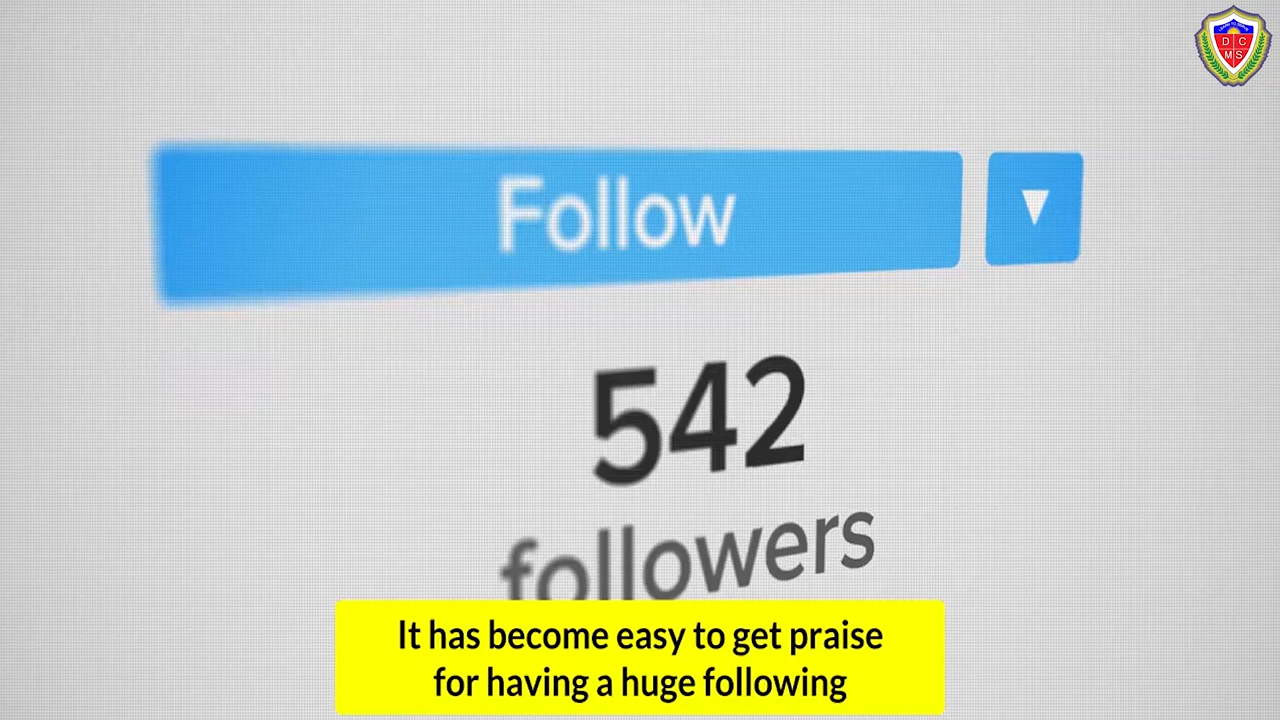 D C
M S
Follow
542
followers
It has become easy to get praise
for having a huge following